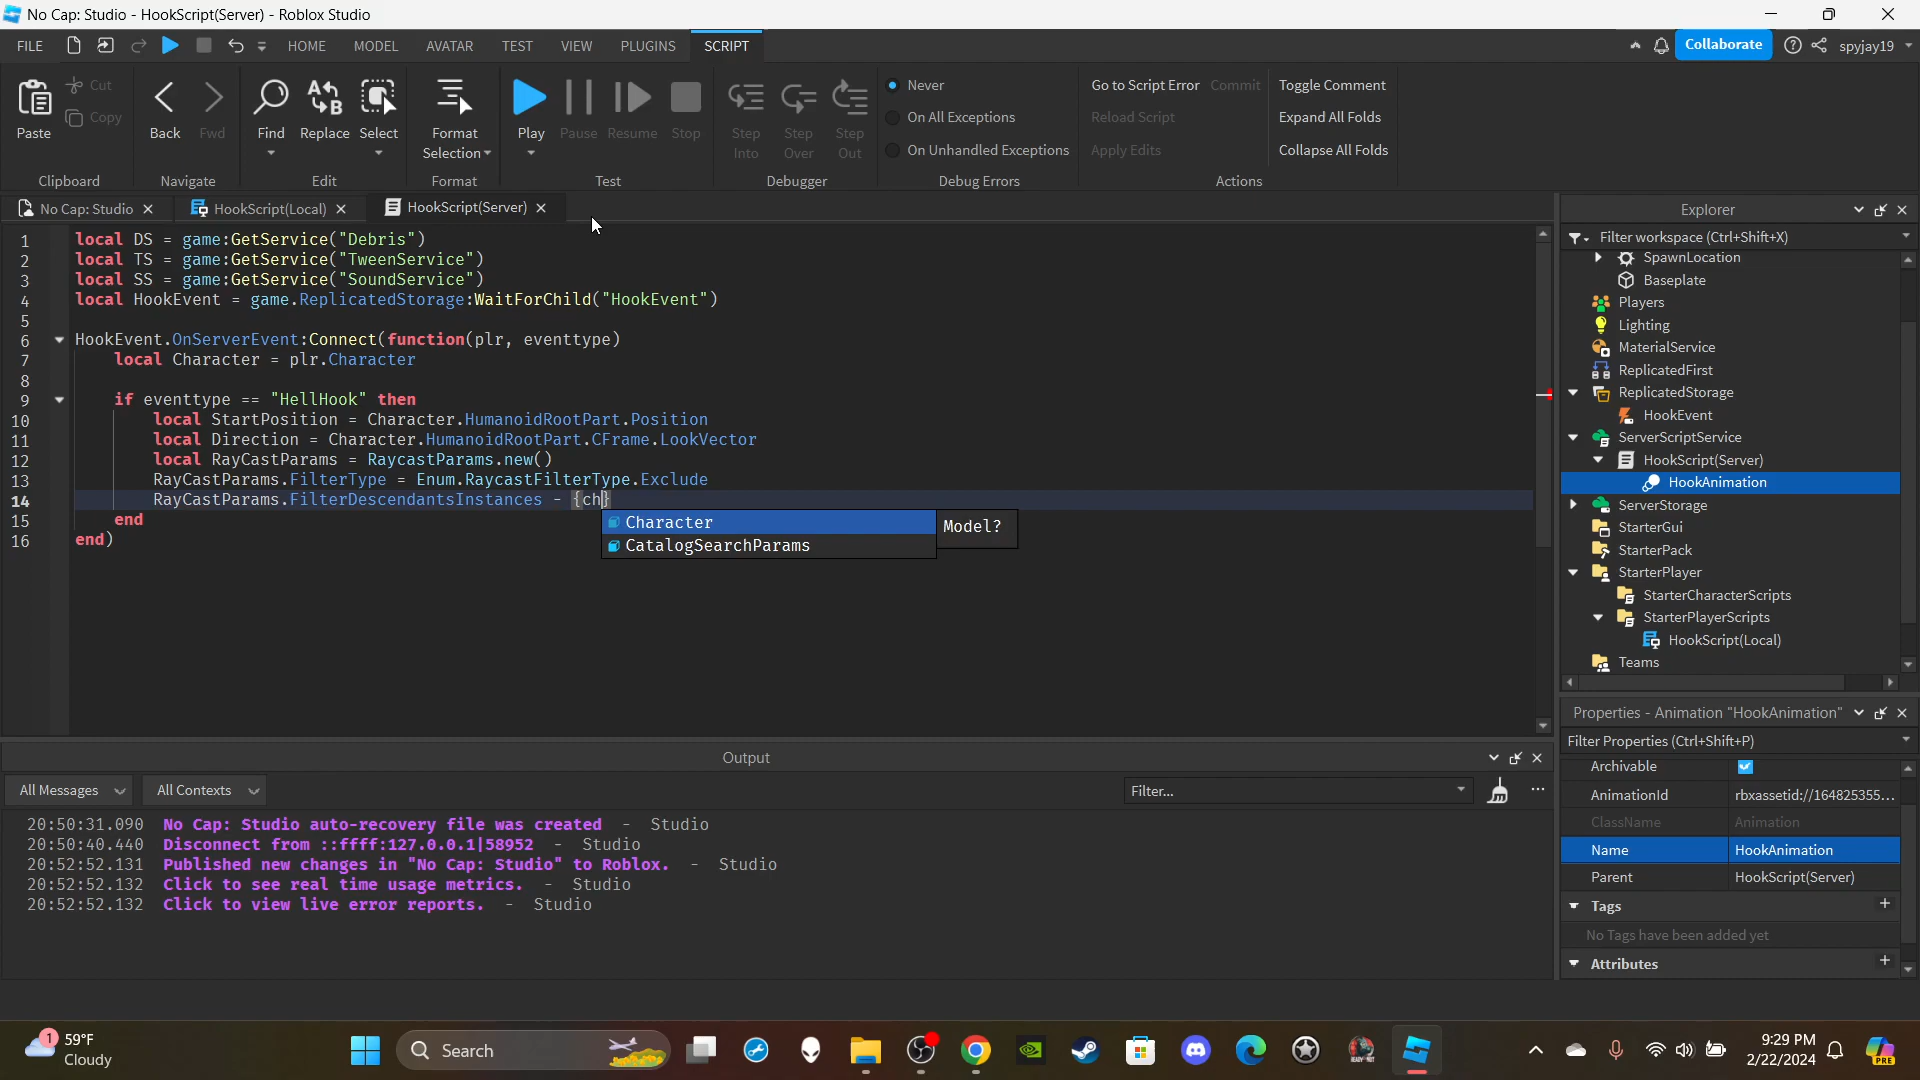 No Cap: Studio - HookScript(Server) - Roblox Studio
FILE HOME MODEL AVATAR TEST VIEW PLUGINS SCRIPT Collaborate spyjay19
Paste Cut Copy
Back Fwd
Find Replace Select
Format Selection
Play Pause Resume Stop
Step Into Step Over Step Out
Never
On All Exceptions
On Unhandled Exceptions
Go to Script Error Commit
Reload Script
Apply Edits
Toggle Comment
Expand All Folds
Collapse All Folds
Clipboard Navigate Edit Format Test Debugger Debug Errors Actions
No Cap: Studio HookScript(Local) HookScript(Server)
1 local DS = game:GetService("Debris")
2 local TS = game:GetService("TweenService")
3 local SS = game:GetService("SoundService")
4 local HookEvent = game.ReplicatedStorage:WaitForChild("HookEvent")
5
6 HookEvent.OnServerEvent:Connect(function(plr, eventtype)
7 local Character = plr.Character
8
9 if eventtype == "HellHook" then
10 local StartPosition = Character.HumanoidRootPart.Position
11 local Direction = Character.HumanoidRootPart.CFrame.LookVector
12 local RayCastParams = RaycastParams.new()
13 RayCastParams.FilterType = Enum.RaycastFilterType.Exclude
14 RayCastParams.FilterDescendantsInstances - {ch}
15 end
16 end)
Character Model?
CatalogSearchParams
Explorer
Filter workspace (Ctrl+Shift+X)
SpawnLocation
Baseplate
Players
Lighting
MaterialService
ReplicatedFirst
ReplicatedStorage
HookEvent
ServerScriptService
HookScript(Server)
HookAnimation
ServerStorage
StarterGui
StarterPack
StarterPlayer
StarterCharacterScripts
StarterPlayerScripts
HookScript(Local)
Teams
Properties - Animation "HookAnimation"
Filter Properties (Ctrl+Shift+P)
Archivable
AnimationId rbxassetid://164825355...
ClassName Animation
Name HookAnimation
Parent HookScript(Server)
Tags +
No Tags have been added yet
Attributes +
Output
All Messages All Contexts Filter...
20:50:31.090 No Cap: Studio auto-recovery file was created - Studio
20:50:40.440 Disconnect from ::ffff:127.0.0.1|58952 - Studio
20:52:52.131 Published new changes in "No Cap: Studio" to Roblox. - Studio
20:52:52.132 Click to see real time usage metrics. - Studio
20:52:52.132 Click to view live error reports. - Studio
1 59°F
Cloudy
Search
READY OR NOT
9:29 PM
2/22/2024
PRE